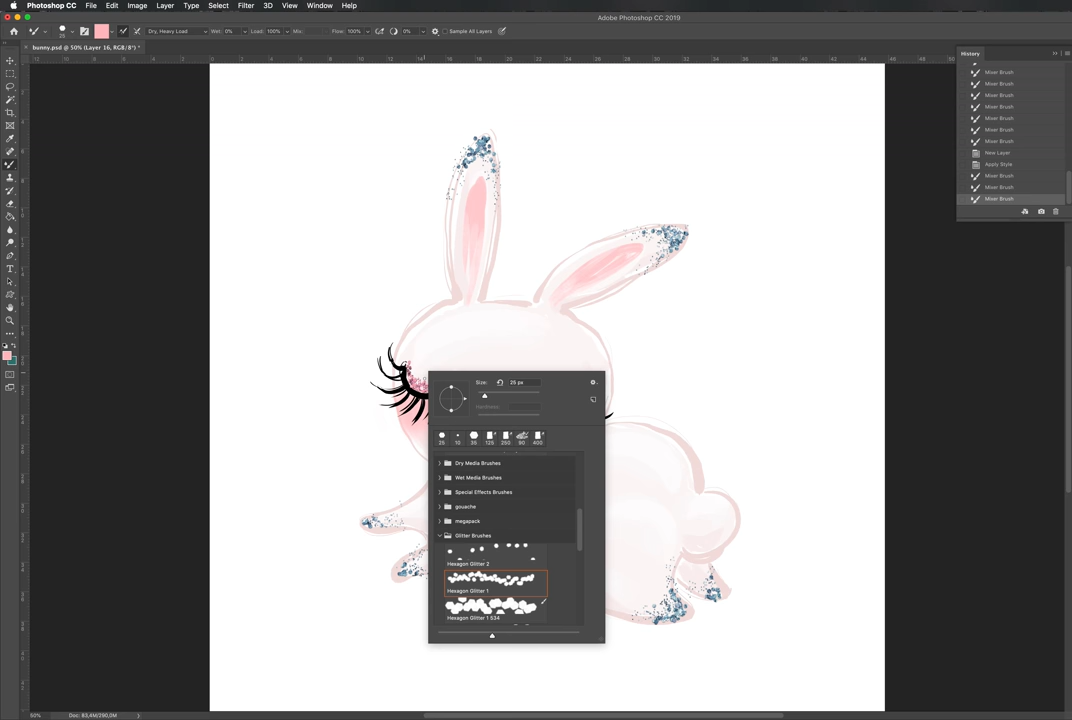 Photoshop CC File Edit Image Layer Type Select Filter 3D View Window Help
Adobe Photoshop CC 2019
25 Dry, Heavy Load Wet: 0% Load: 100% Mix: Flow: 100% 0% Sample All Layers
bunny.psd @ 50% (Layer 16, RGB/8*) *
History
Mixer Brush
Mixer Brush
Mixer Brush
Mixer Brush
Mixer Brush
Mixer Brush
Mixer Brush
New Layer
Apply Style
Mixer Brush
Mixer Brush
Mixer Brush
Size: 25 px
Hardness:
25 10 35 125 250 90 400
Dry Media Brushes
Wet Media Brushes
Special Effects Brushes
gouache
megapack
Glitter Brushes
Hexagon Glitter 2
Hexagon Glitter 1
Hexagon Glitter 1 534
50% Doc: 83,4M/290,0M